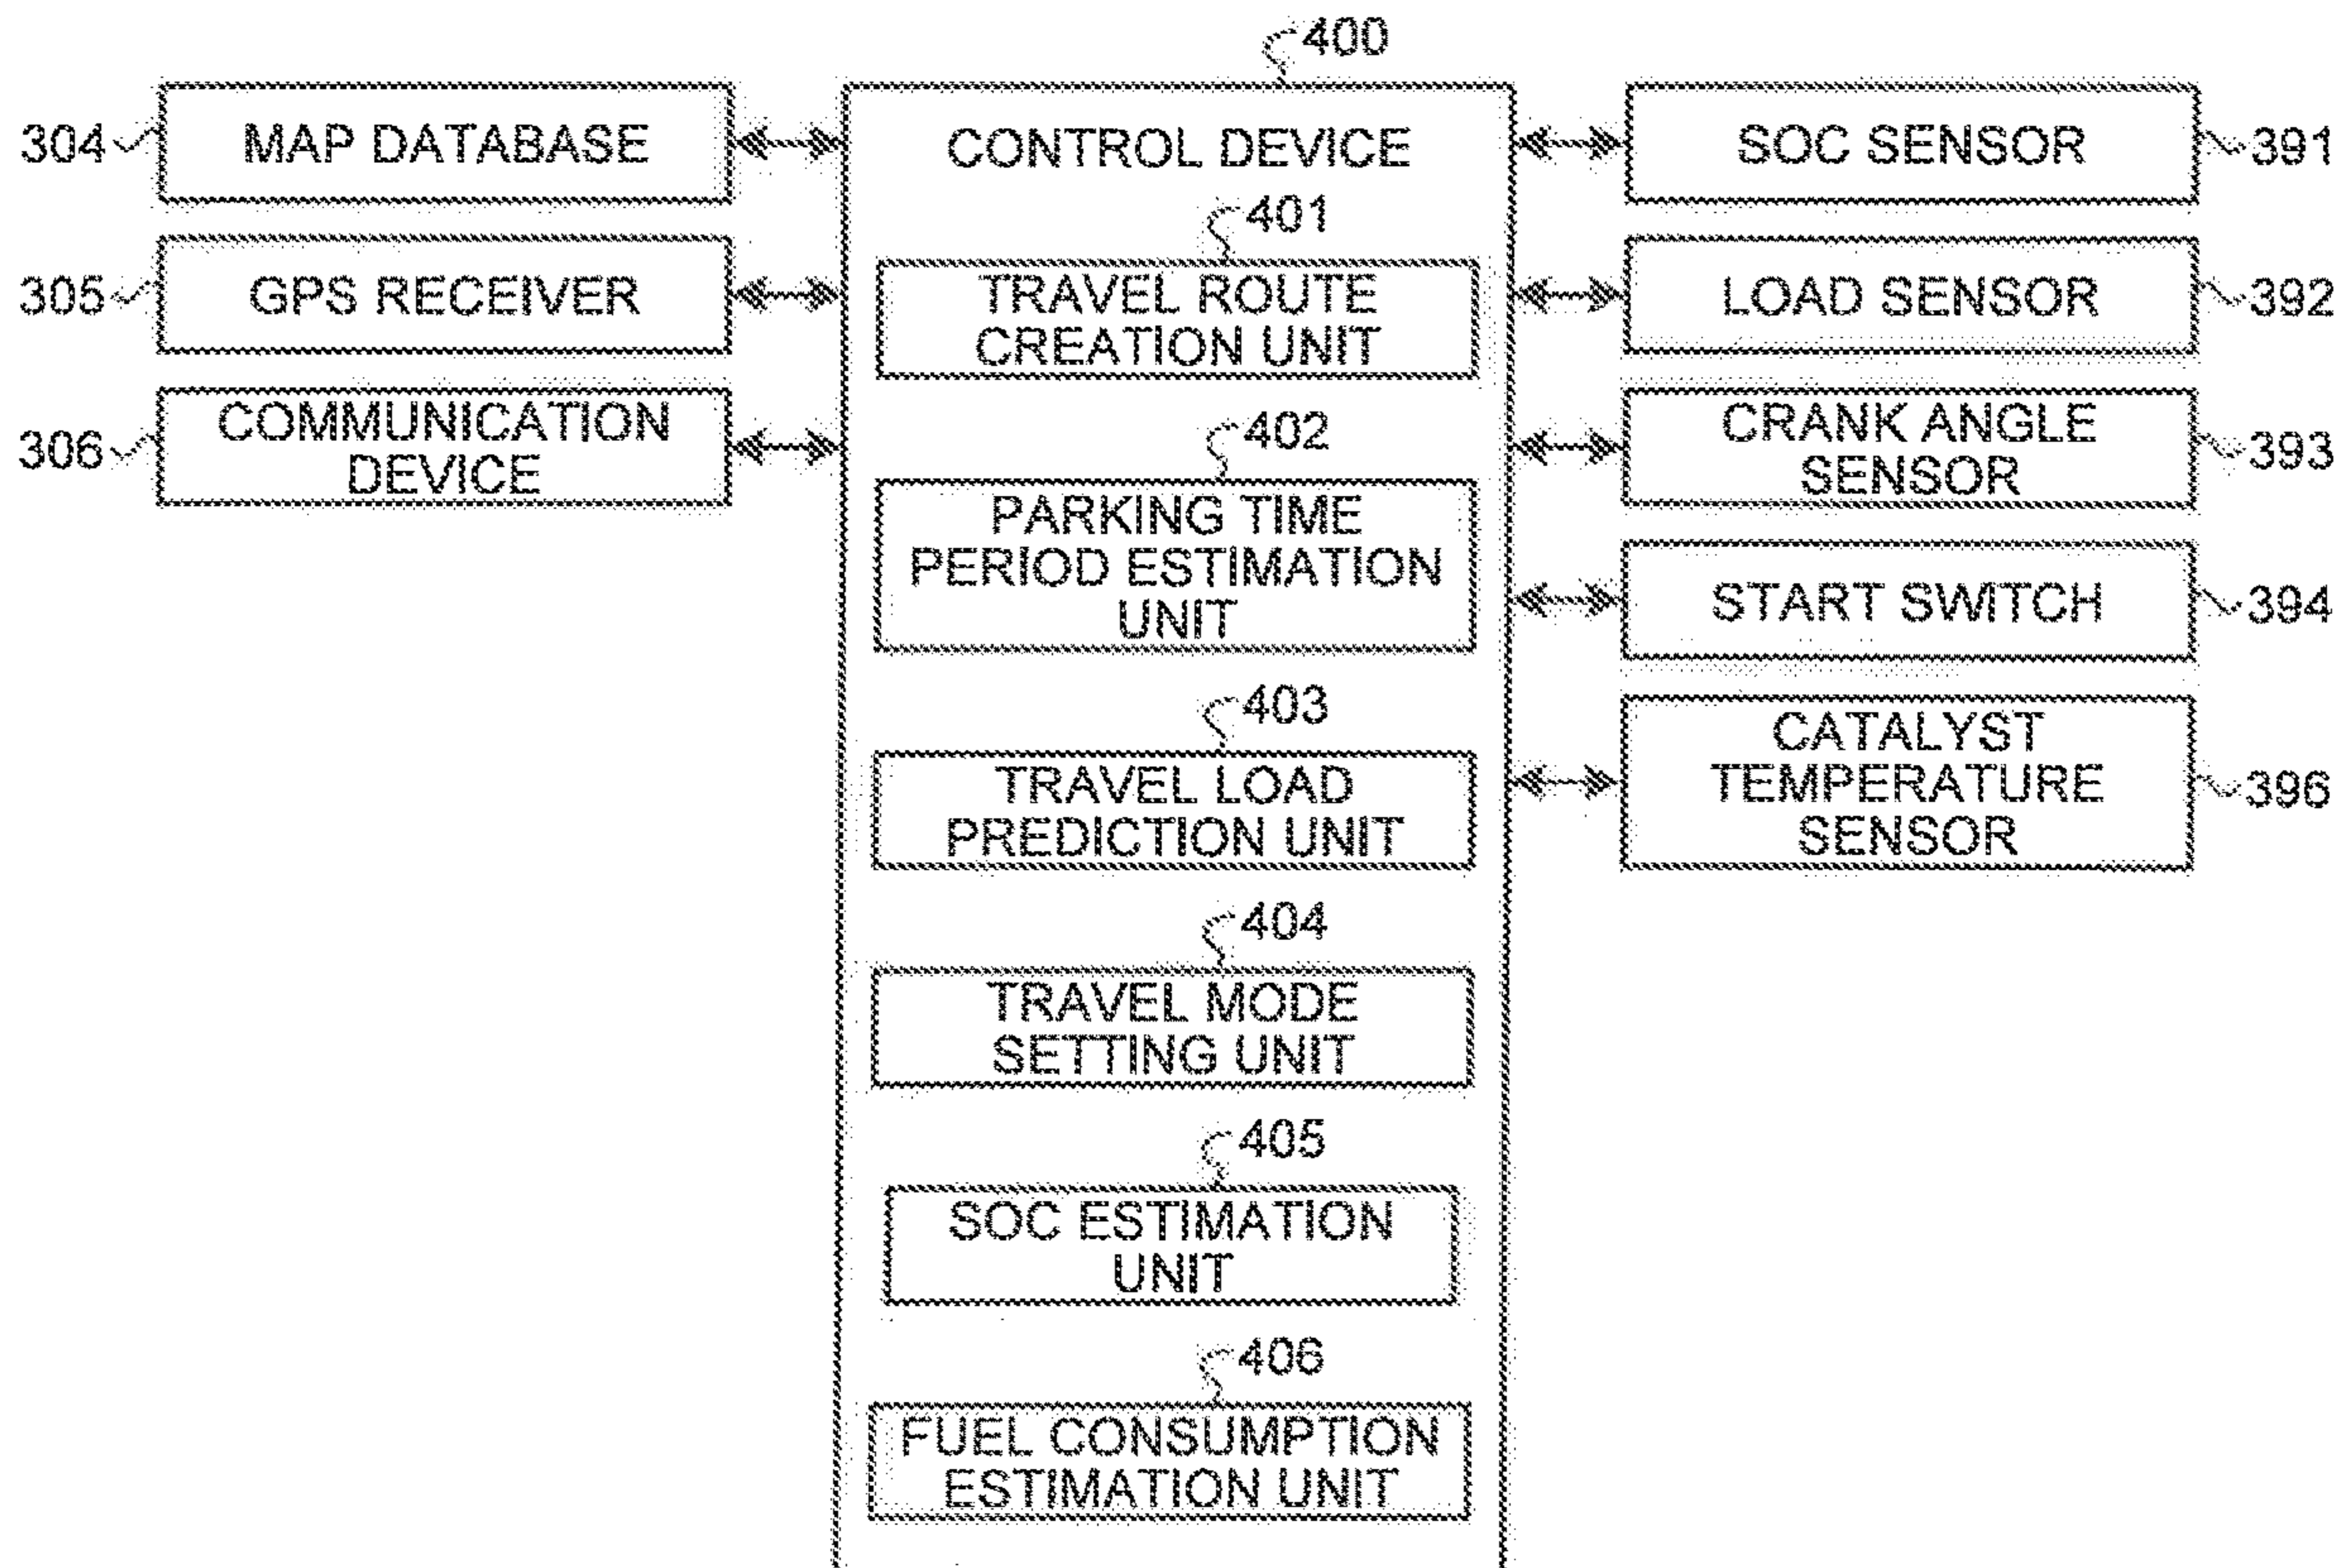 400
304
MAP DATABASE
305
GPS RECEIVER
306
COMMUNICATION
DEVICE
CONTROL DEVICE
401
TRAVEL ROUTE
CREATION UNIT
402
PARKING TIME
PERIOD ESTIMATION
UNIT
403
TRAVEL LOAD
PREDICTION UNIT
404
TRAVEL MODE
SETTING UNIT
405
SOC ESTIMATION
UNIT
406
FUEL CONSUMPTION
ESTIMATION UNIT
SOC SENSOR
391
LOAD SENSOR
392
CRANK ANGLE
SENSOR
393
START SWITCH
394
CATALYST
TEMPERATURE
SENSOR
396